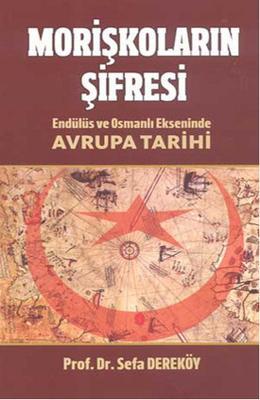 MORİŞKOLARIN
ŞİFRESİ
Endülüs ve Osmanlı Ekseninde
AVRUPA TARİHİ
Prof. Dr. Sefa DEREKÖY